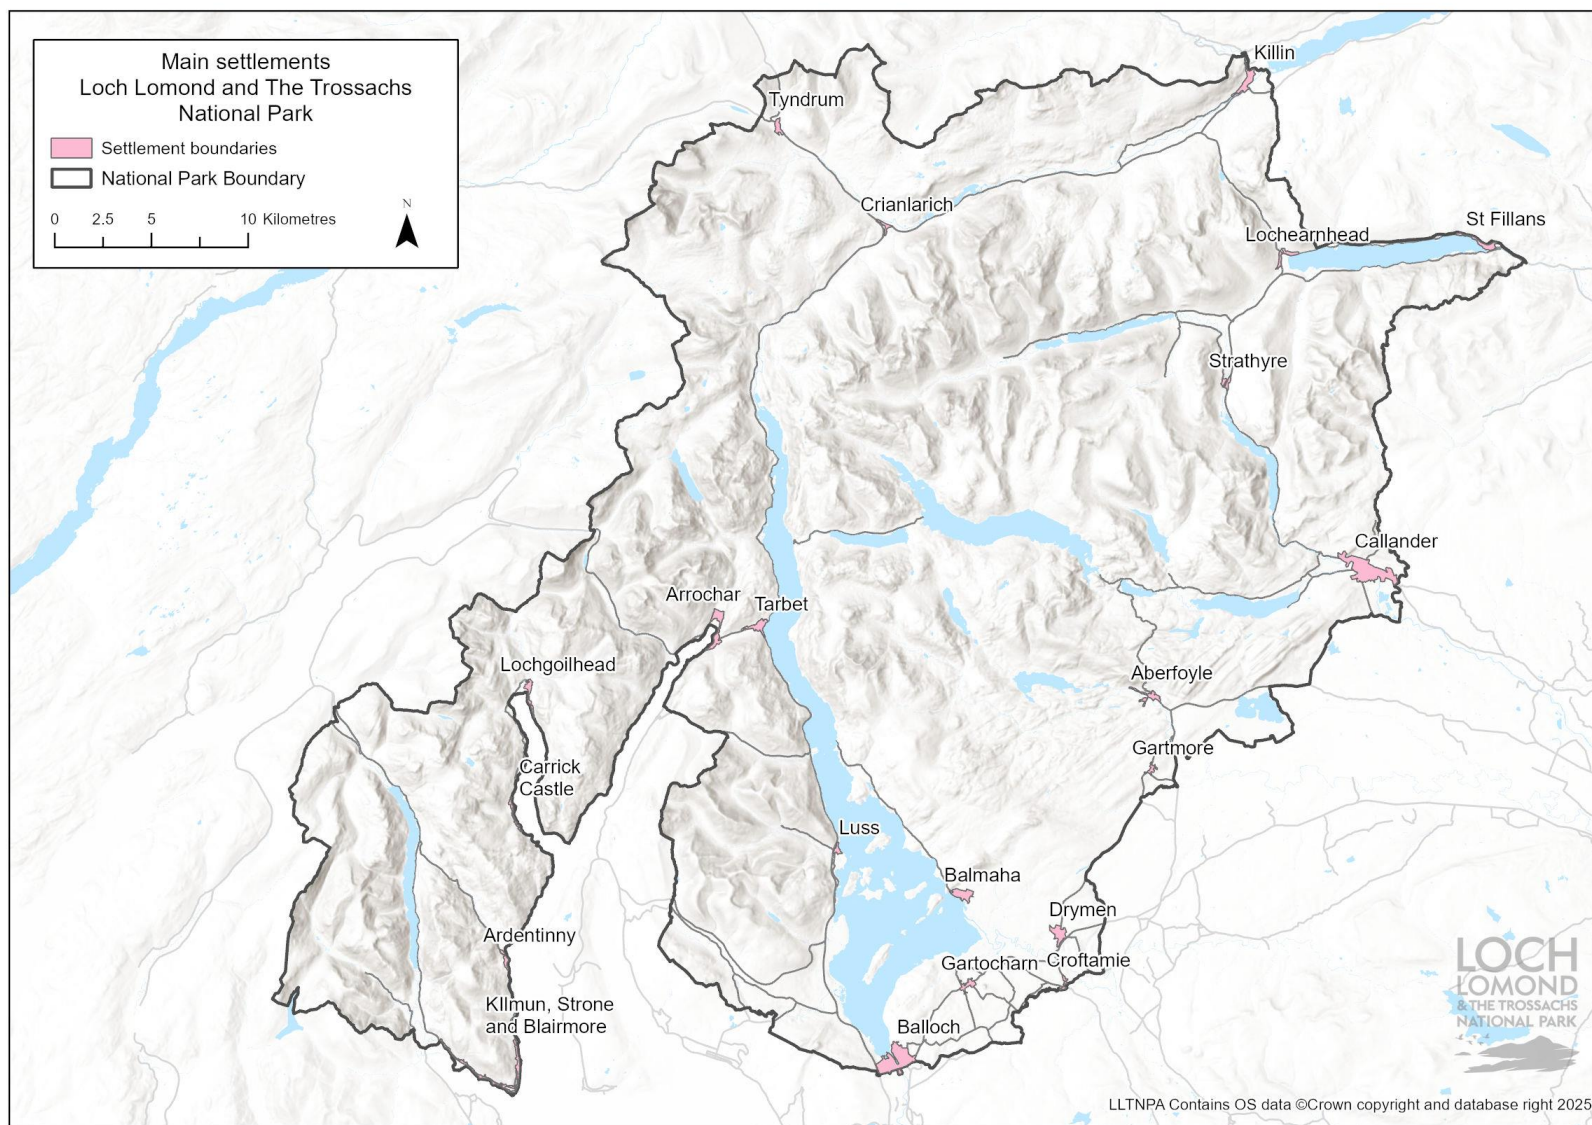 Main settlements
Loch Lomond and The Trossachs
National Park
Settlement boundaries
National Park Boundary
0 2.5 5 10 Kilometres
N
Killin
Tyndrum
Crianlarich
St Fillans
Lochearnhead
Strathyre
Callander
Arrochar
Tarbet
Lochgoilhead
Aberfoyle
Gartmore
Carrick
Castle
Luss
Balmaha
Drymen
Ardentinny
Gartocharn
Croftamie
KIlmun, Strone
and Blairmore
Balloch
LOCH
LOMOND
& THE TROSSACHS
NATIONAL PARK
LLTNPA Contains OS data ©Crown copyright and database right 2025